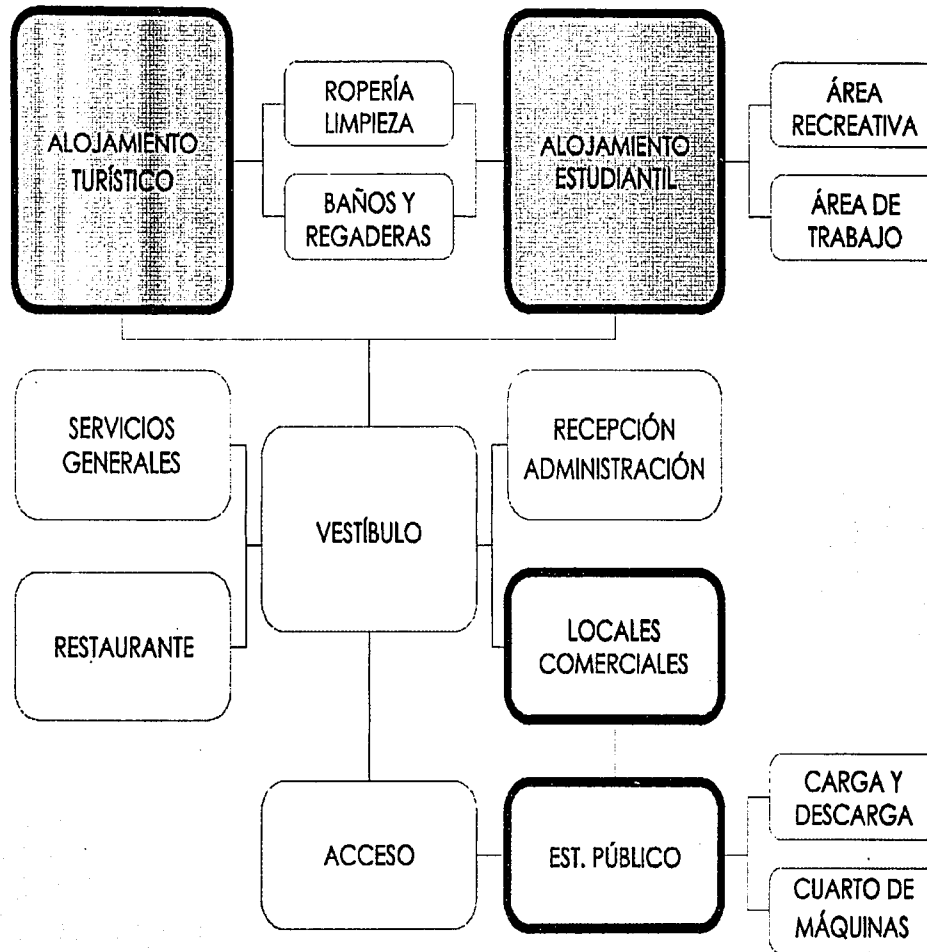 ALOJAMIENTO
TURÍSTICO
ROPERÍA
LIMPIEZA
BAÑOS Y
REGADERAS
ALOJAMIENTO
ESTUDIANTIL
ÁREA
RECREATIVA
ÁREA DE
TRABAJO
SERVICIOS
GENERALES
VESTÍBULO
RECEPCIÓN
ADMINISTRACIÓN
RESTAURANTE
LOCALES
COMERCIALES
ACCESO
EST. PÚBLICO
CARGA Y
DESCARGA
CUARTO DE
MÁQUINAS